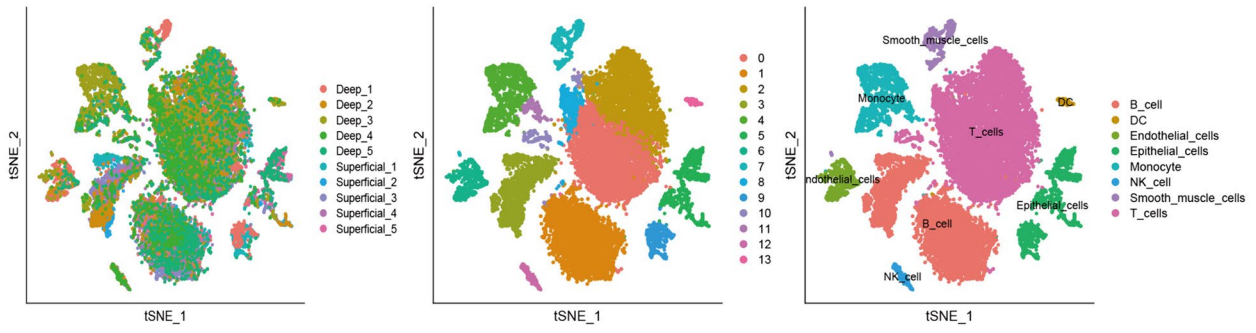 tSNE_2
tSNE_1
Deep_1
Deep_2
Deep_3
Deep_4
Deep_5
Superficial_1
Superficial_2
Superficial_3
Superficial_4
Superficial_5
tSNE_2
tSNE_1
0
1
2
3
4
5
6
7
8
9
10
11
12
13
tSNE_2
tSNE_1
Smooth_muscle_cells
Monocyte
DC
T_cells
ndothelial_cells
Epithelial_cells
B_cell
NK_cell
B_cell
DC
Endothelial_cells
Epithelial_cells
Monocyte
NK_cell
Smooth_muscle_cells
T_cells